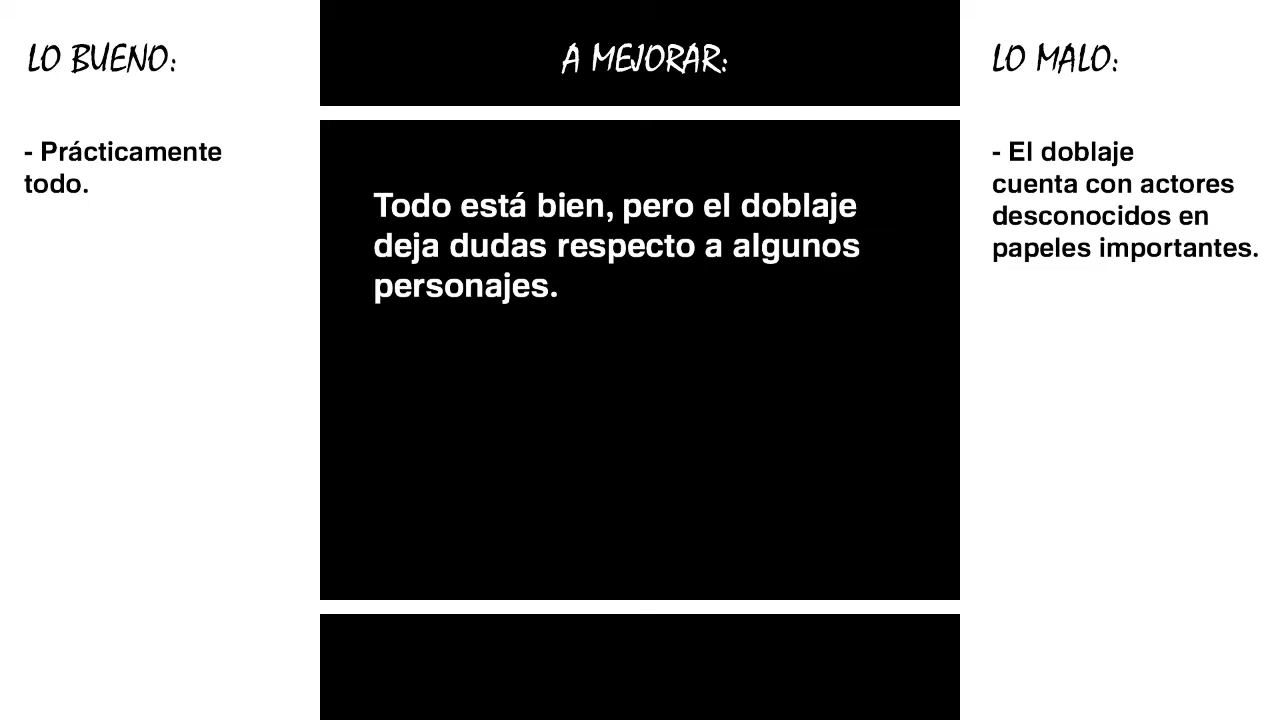 LO BUENO:
- Prácticamente
todo.
A MEJORAR:
Todo está bien, pero el doblaje
deja dudas respecto a algunos
personajes.
LO MALO:
- El doblaje
cuenta con actores
desconocidos en
papeles importantes.